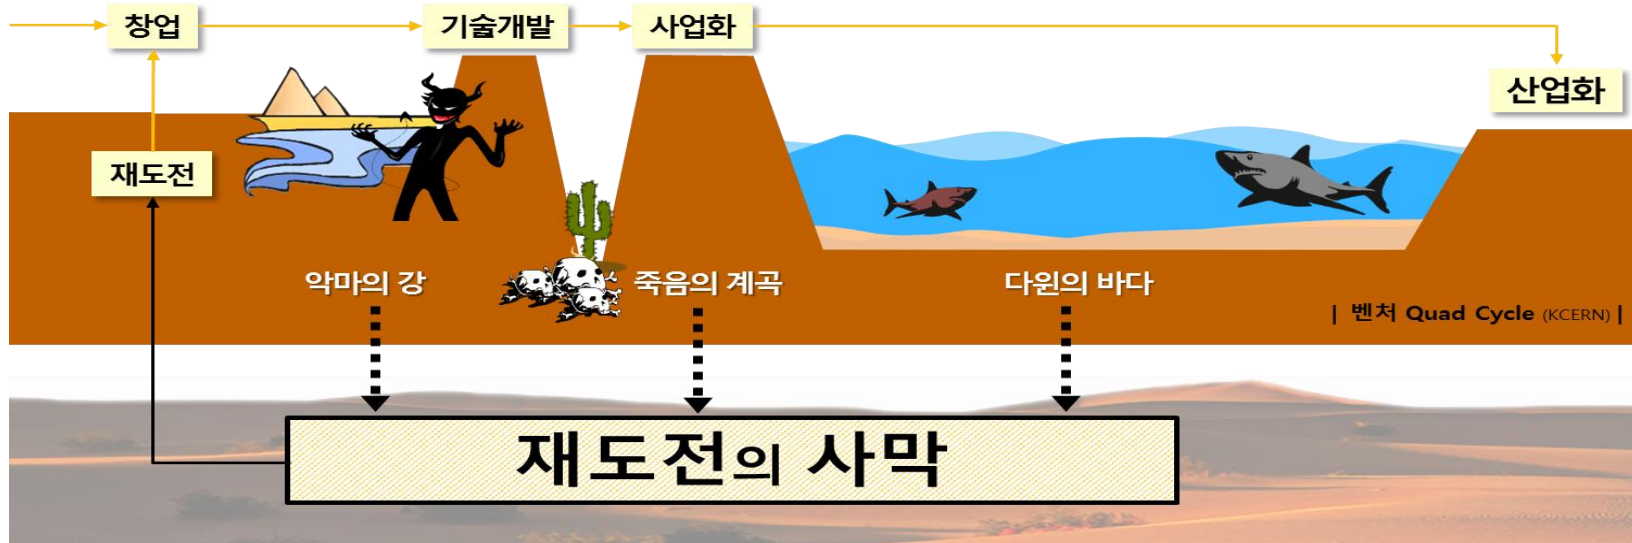 창업
기술개발
사업화
산업화
재도전
악마의 강
죽음의 계곡
다윈의 바다
| 벤처 Quad Cycle (KCERN) |
재도전의 사막